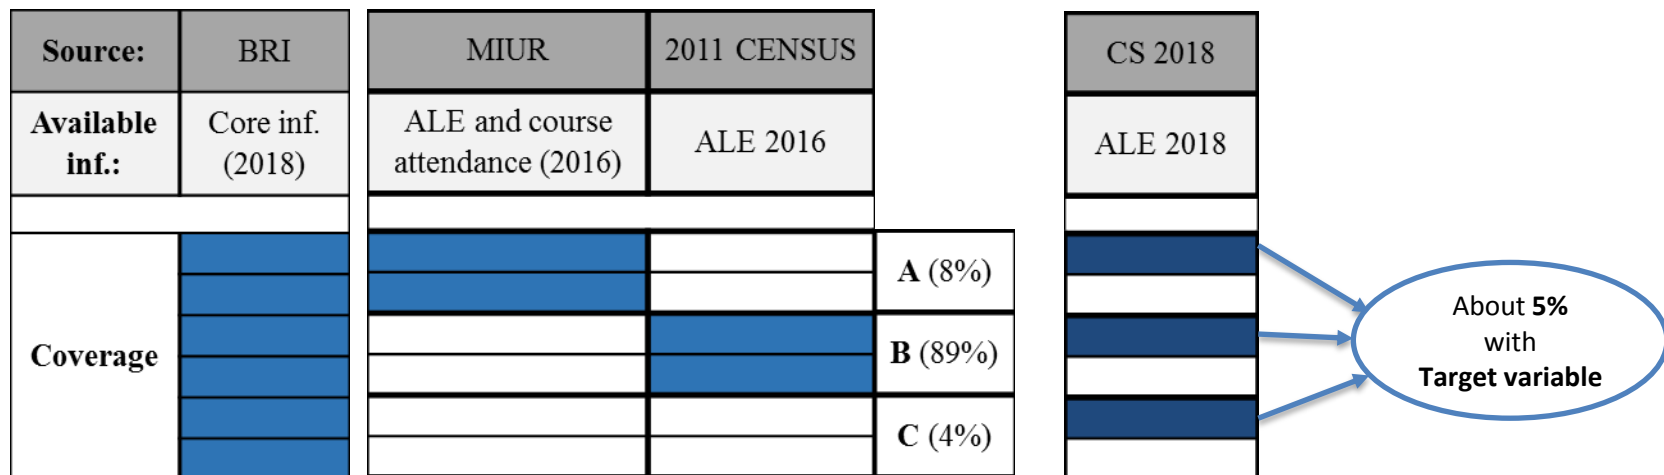 Source:
BRI
MIUR
2011 CENSUS
CS 2018
Available
inf.:
Core inf.
(2018)
ALE and course
attendance (2016)
ALE 2016
ALE 2018
Coverage
A (8%)
B (89%)
C (4%)
About 5%
with
Target variable